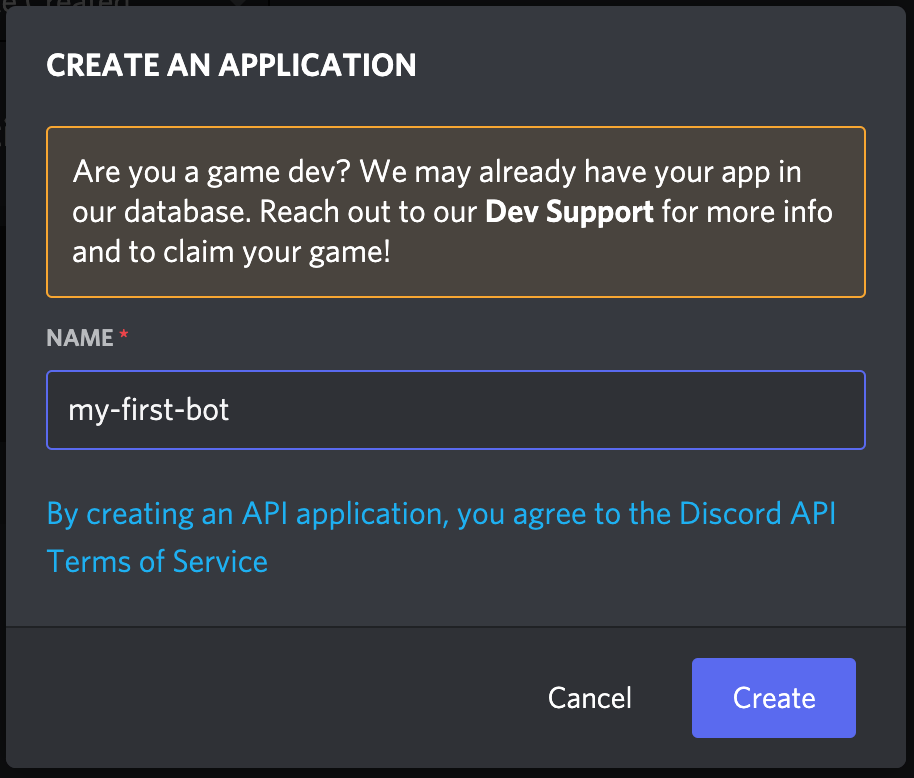 CREATE AN APPLICATION
Are you a game dev? We may already have your app in
our database. Reach out to our Dev Support for more info
and to claim your game!
NAME *
my-first-bot
By creating an API application, you agree to the Discord API
Terms of Service
Cancel
Create